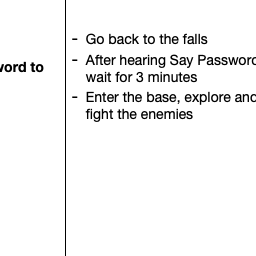 word to
- Go back to the falls
- After hearing Say Password
wait for 3 minutes
- Enter the base, explore and
fight the enemies